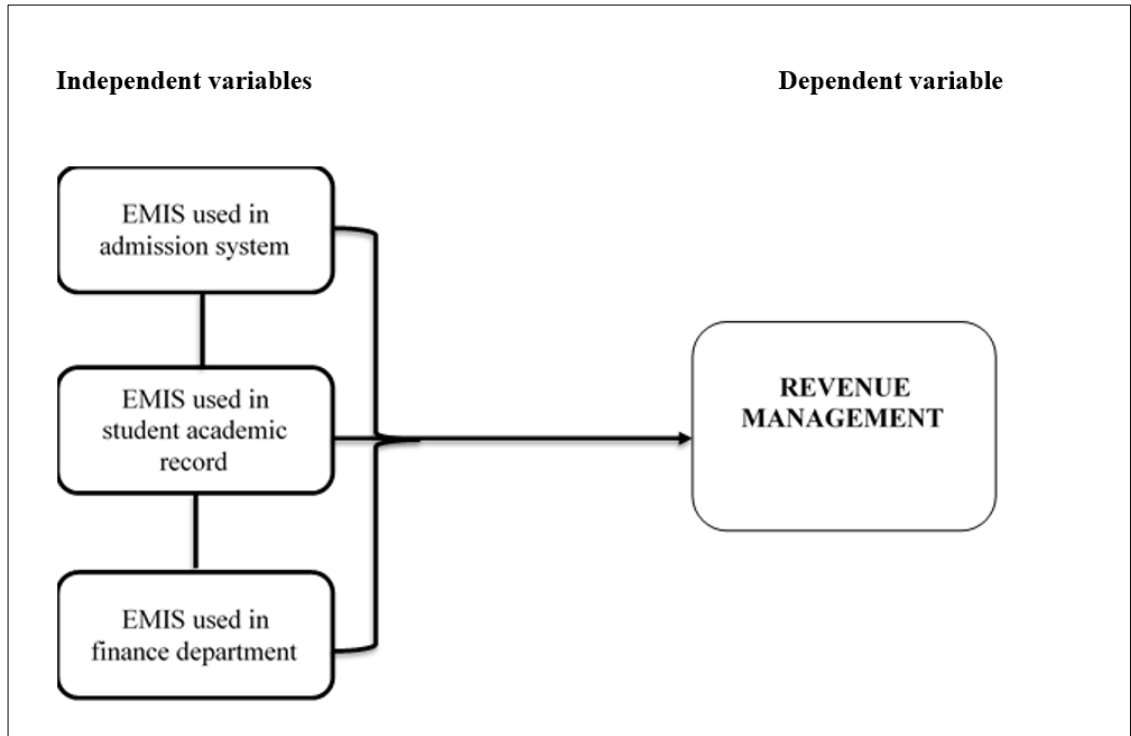 Independent variables
Dependent variable
EMIS used in
admission system
EMIS used in
student academic
record
EMIS used in
finance department
REVENUE
MANAGEMENT